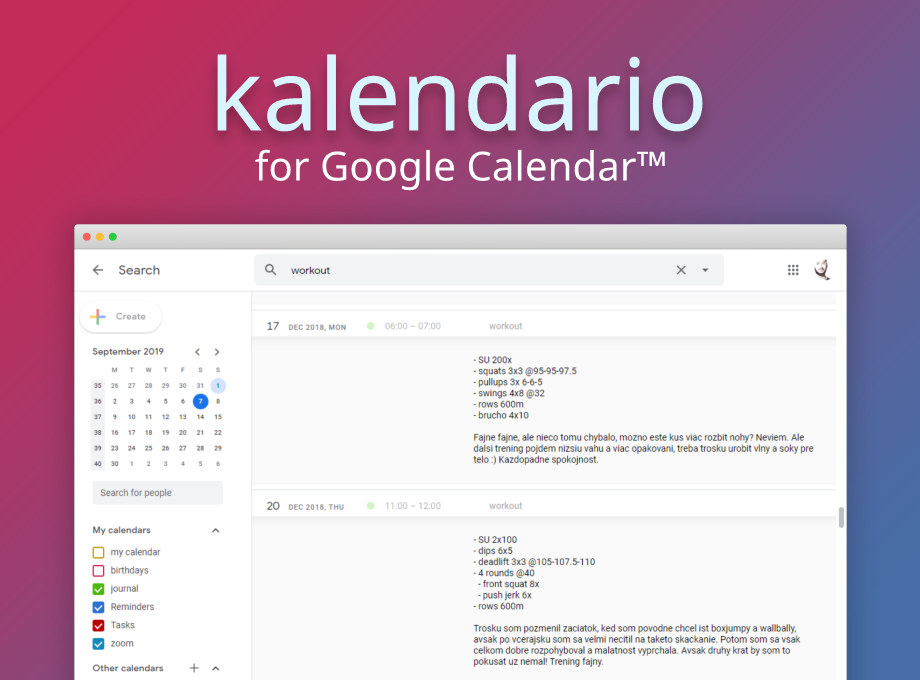 kalendario
for Google Calendar™
Search
workout
Create
17 DEC 2018, MON 06:00 – 07:00 workout
- SU 200x
- squats 3x3 @95-95-97.5
- pullups 3x 6-6-5
- swings 4x8 @32
- rows 600m
- brucho 4x10
Fajne fajne, ale nieco tomu chybalo, mozno este kus viac rozbit nohy? Neviem. Ale
dalsi trening pojdem nizsiu vahu a viac opakovani, treba trosku urobit vlny a soky pre
telo :) Kazdopadne spokojnost.
September 2019
M T W T F S S
35 26 27 28 29 30 31 1
36 2 3 4 5 6 7 8
37 9 10 11 12 13 14 15
38 16 17 18 19 20 21 22
39 23 24 25 26 27 28 29
40 30 1 2 3 4 5 6
Search for people
20 DEC 2018, THU 11:00 – 12:00 workout
- SU 2x100
- dips 6x5
- deadlift 3x3 @105-107.5-110
- 4 rounds @40
- front squat 8x
- push jerk 6x
- rows 600m
Trosku som pozmenil zaciatok, ked som povodne chcel ist boxjumpy a wallbally,
avsak po vcerajsku som sa velmi necitil na taketo skackanie. Potom som sa vsak
celkom dobre rozpohyboval a malatnost vyprchala. Avsak druhy krat by som to
pokusat uz nemal! Trening fajny.
My calendars
my calendar
birthdays
journal
Reminders
Tasks
zoom
Other calendars